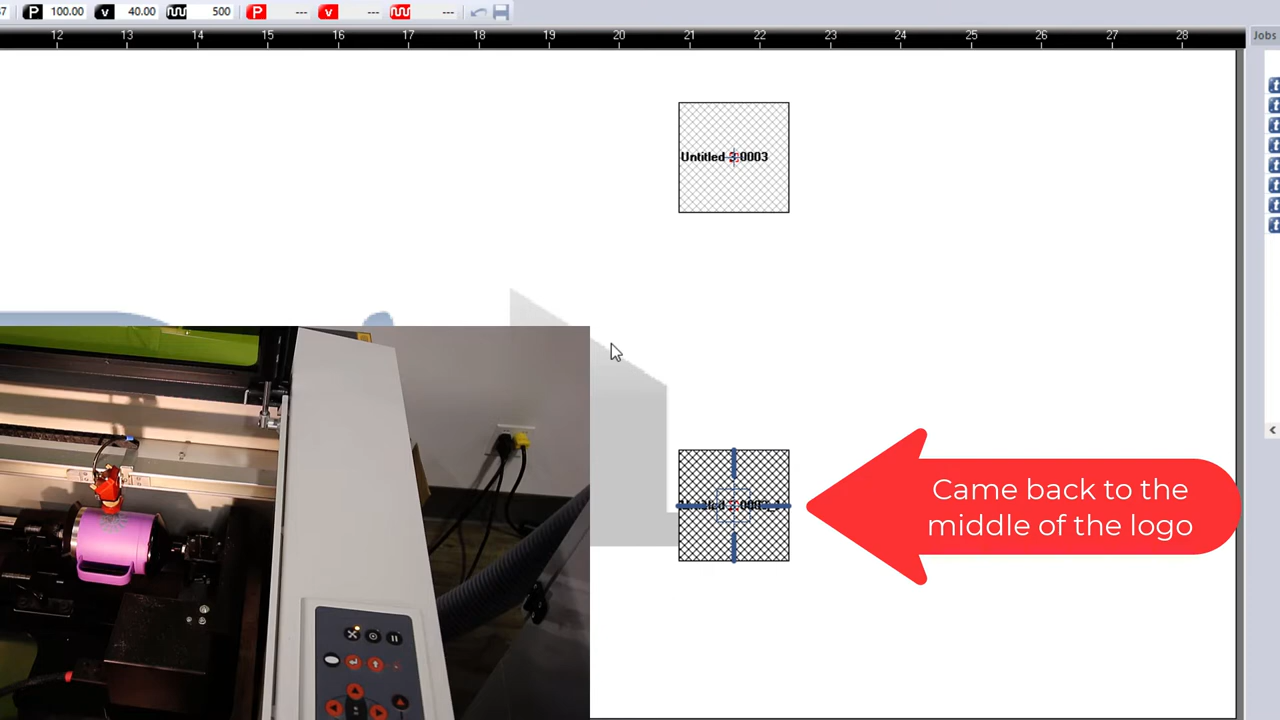 P 100.00 v 40.00 500 P --- v --- ---
12 13 14 15 16 17 18 19 20 21 22 23 24 25 26 27 28
Jobs
Untitled 3 0003
Came back to the
middle of the logo